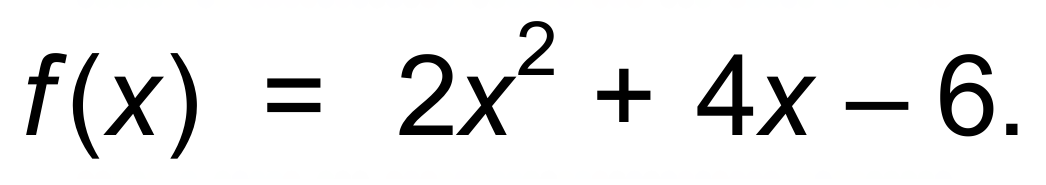 f(x) = 2x² + 4x – 6.